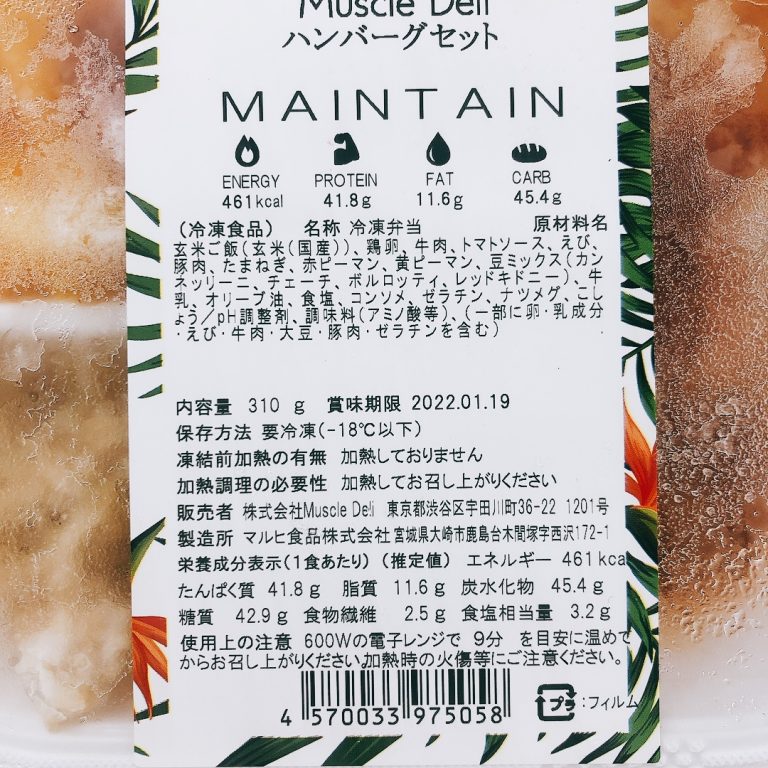 Muscle Deli
ハンバーグセット
MAINTAIN
ENERGY PROTEIN FAT CARB
461kcal 41.8g 11.6g 45.4g
(冷凍食品) 名称 冷凍弁当 原材料名
玄米ご飯(玄米(国産))、鶏卵、牛肉、トマトソース、えび、
豚肉、たまねぎ、赤ピーマン、黄ピーマン、豆ミックス(カン
ネッリーニ、チェーチ、ボルロッティ、レッドキドニー)、牛
乳、オリーブ油、食塩、コンソメ、ゼラチン、ナツメグ、こし
ょう/pH調整剤、調味料(アミノ酸等)、(一部に卵・乳成分
・えび・牛肉・大豆・豚肉・ゼラチンを含む)
内容量 310 g 賞味期限 2022.01.19
保存方法 要冷凍(-18℃以下)
凍結前加熱の有無 加熱しておりません
加熱調理の必要性 加熱してお召し上がりください
販売者 株式会社Muscle Deli 東京都渋谷区宇田川町36-22 1201号
製造所 マルヒ食品株式会社 宮城県大崎市鹿島台木間塚字西沢172-1
栄養成分表示(1食あたり) (推定値) エネルギー 461kca
たんぱく質 41.8g 脂質 11.6g 炭水化物 45.4g
糖質 42.9g 食物繊維 2.5g 食塩相当量 3.2g
使用上の注意 600Wの電子レンジで 9分 を目安に温めて
からお召し上がりください。加熱時の火傷等にご注意ください。
4 570033 975058
プラ :フィルム